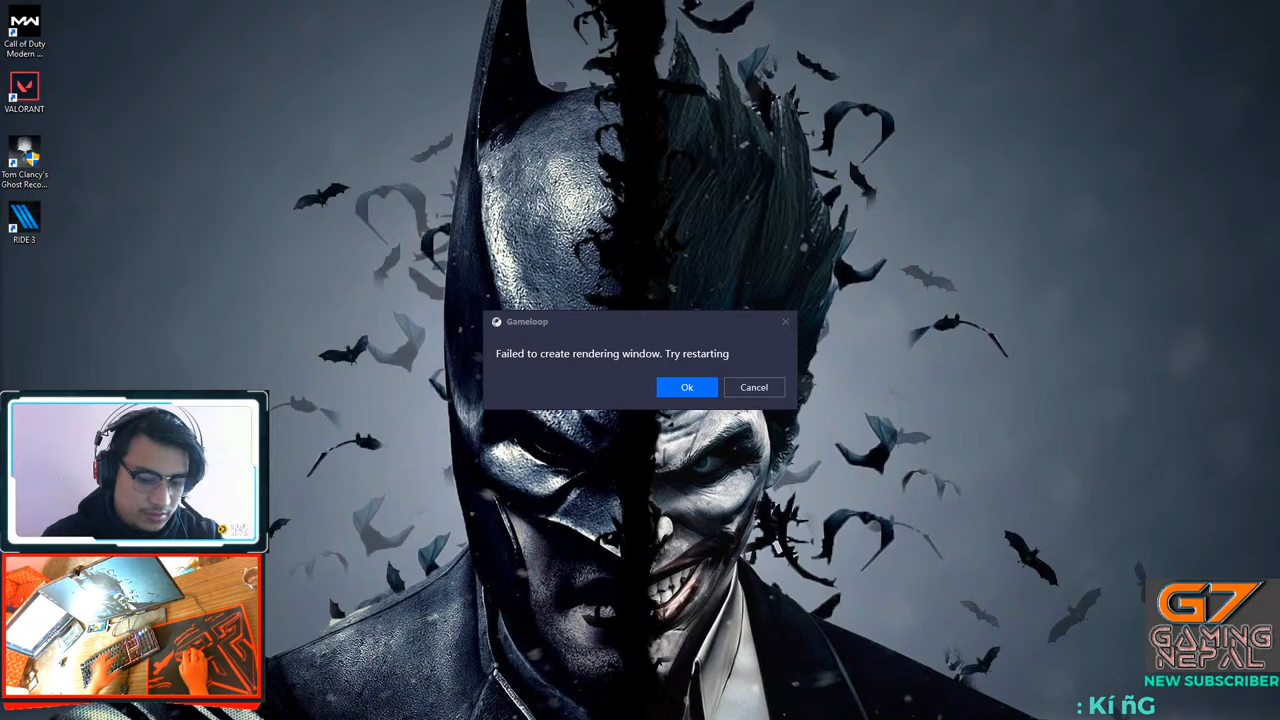 Call of Duty
Modern ...
VALORANT
Tom Clancy's
Ghost Reco...
RIDE 3
Gameloop
Failed to create rendering window. Try restarting
Ok
Cancel
G7
GAMING
NEPAL
NEW SUBSCRIBER
: Kí ñG